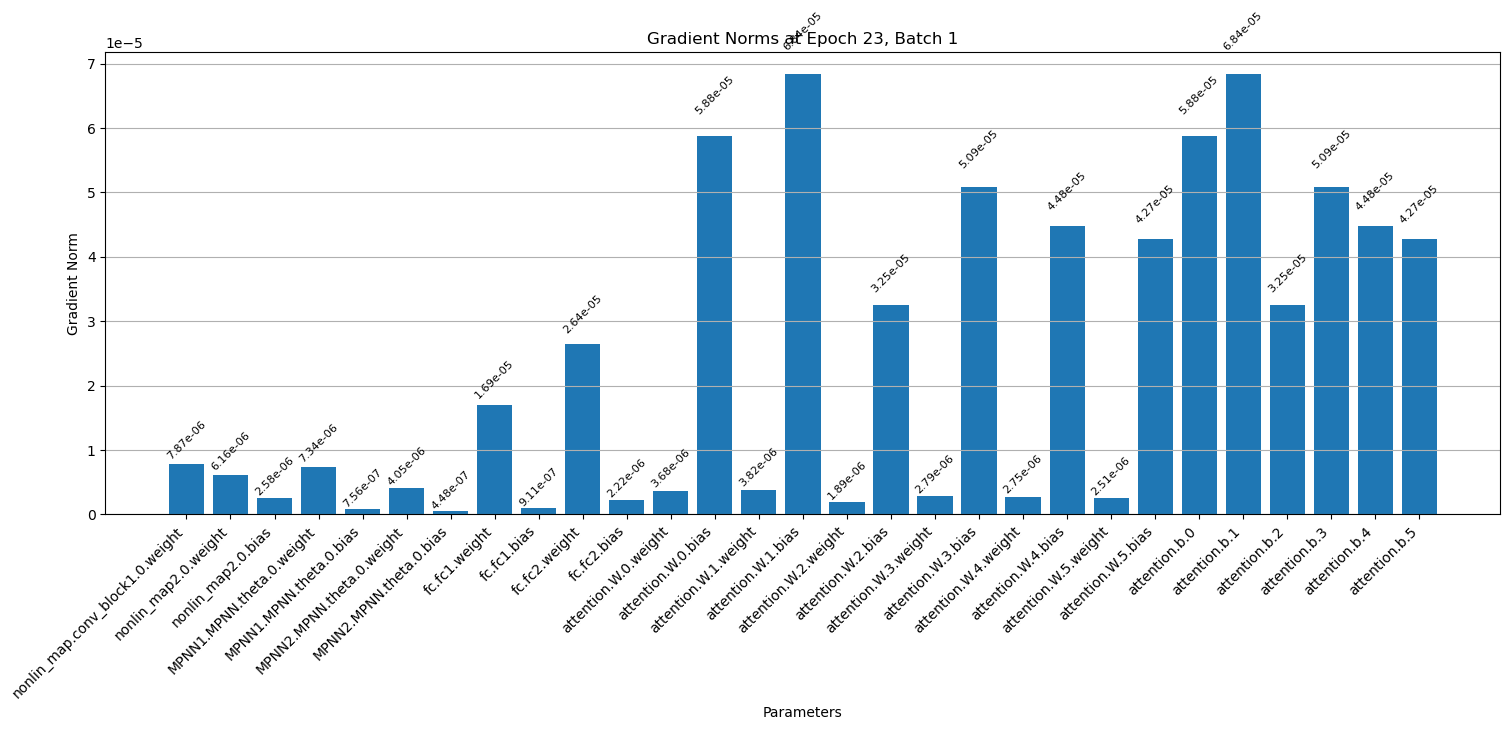 Gradient Norms at Epoch 23, Batch 1
1e−5
7
6
5
4
3
2
1
0
Gradient Norm
7.87e-06
6.16e-06
2.58e-06
7.34e-06
7.56e-07
4.05e-06
4.48e-07
1.69e-05
9.11e-07
2.64e-05
2.22e-06
3.68e-06
5.88e-05
3.82e-06
6.84e-05
1.89e-06
3.25e-05
2.79e-06
5.09e-05
2.75e-06
4.48e-05
2.51e-06
4.27e-05
5.88e-05
6.84e-05
3.25e-05
5.09e-05
4.48e-05
4.27e-05
nonlin_map.conv_block1.0.weight
nonlin_map2.0.weight
nonlin_map2.0.bias
MPNN1.MPNN.theta.0.weight
MPNN1.MPNN.theta.0.bias
MPNN2.MPNN.theta.0.weight
MPNN2.MPNN.theta.0.bias
fc.fc1.weight
fc.fc1.bias
fc.fc2.weight
fc.fc2.bias
attention.W.0.weight
attention.W.0.bias
attention.W.1.weight
attention.W.1.bias
attention.W.2.weight
attention.W.2.bias
attention.W.3.weight
attention.W.3.bias
attention.W.4.weight
attention.W.4.bias
attention.W.5.weight
attention.W.5.bias
attention.b.0
attention.b.1
attention.b.2
attention.b.3
attention.b.4
attention.b.5
Parameters